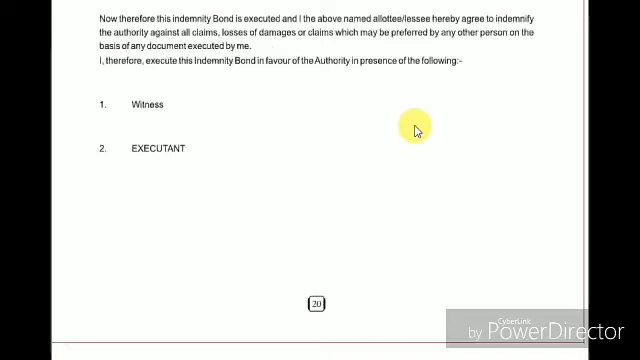 Now therefore this indemnity Bond is executed and I the above named allottee/lessee hereby agree to indemnify
the authority against all claims, losses of damages or claims which may be preferred by any other person on the
basis of any document executed by me.
I, therefore, execute this Indemnity Bond in favour of the Authority in presence of the following:-
1. Witness
2. EXECUTANT
20
CyberLink
by PowerDirector